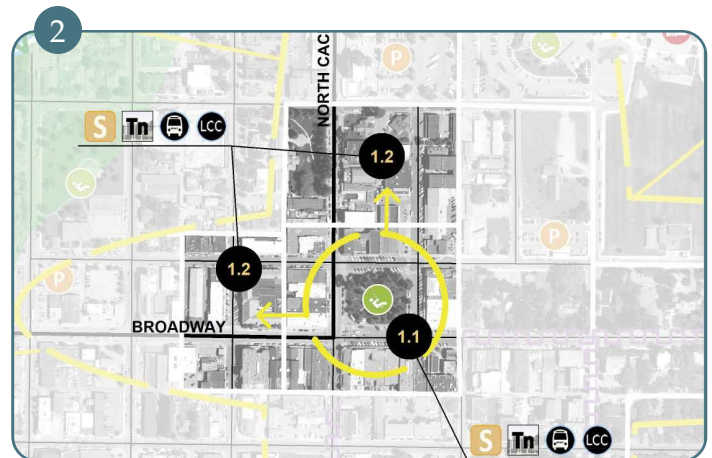 2
NORTH CAC
P
S Tn LCC
1.2
P
1.2
P
BROADWAY
1.1
S Tn LCC